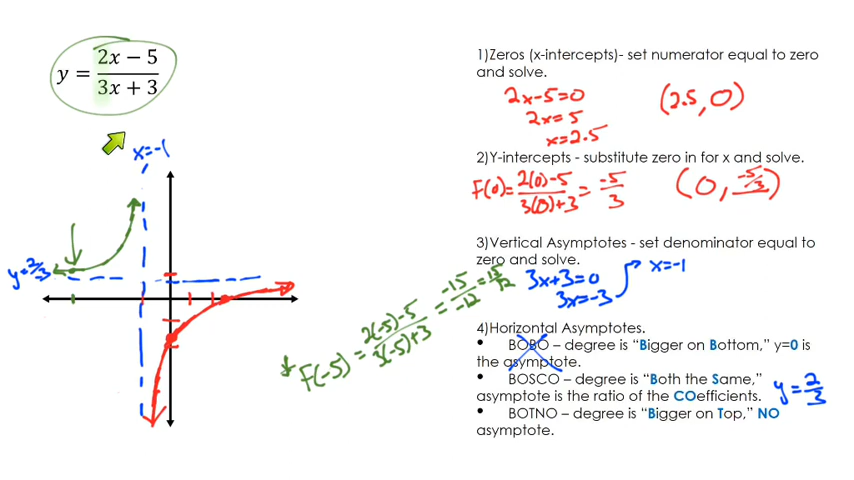 y = (2x − 5)/(3x + 3)
x=-1
y=2/3
1)Zeros (x-intercepts)- set numerator equal to zero
and solve.
2x-5=0
2x=5
x=2.5
(2.5, 0)
2)Y-intercepts - substitute zero in for x and solve.
F(0)= (2(0)-5)/(3(0)+3) = -5/3
(0, -5/3)
3)Vertical Asymptotes - set denominator equal to
zero and solve.
3x+3=0
3x=-3
x=-1
F(-5) = (2(-5)-5)/(3(-5)+3) = -15/-12 = 15/12
4)Horizontal Asymptotes.
• BOBO – degree is “Bigger on Bottom,” y=0 is
the asymptote.
• BOSCO – degree is “Both the Same,”
asymptote is the ratio of the COefficients.
y=2/3
• BOTNO – degree is “Bigger on Top,” NO
asymptote.